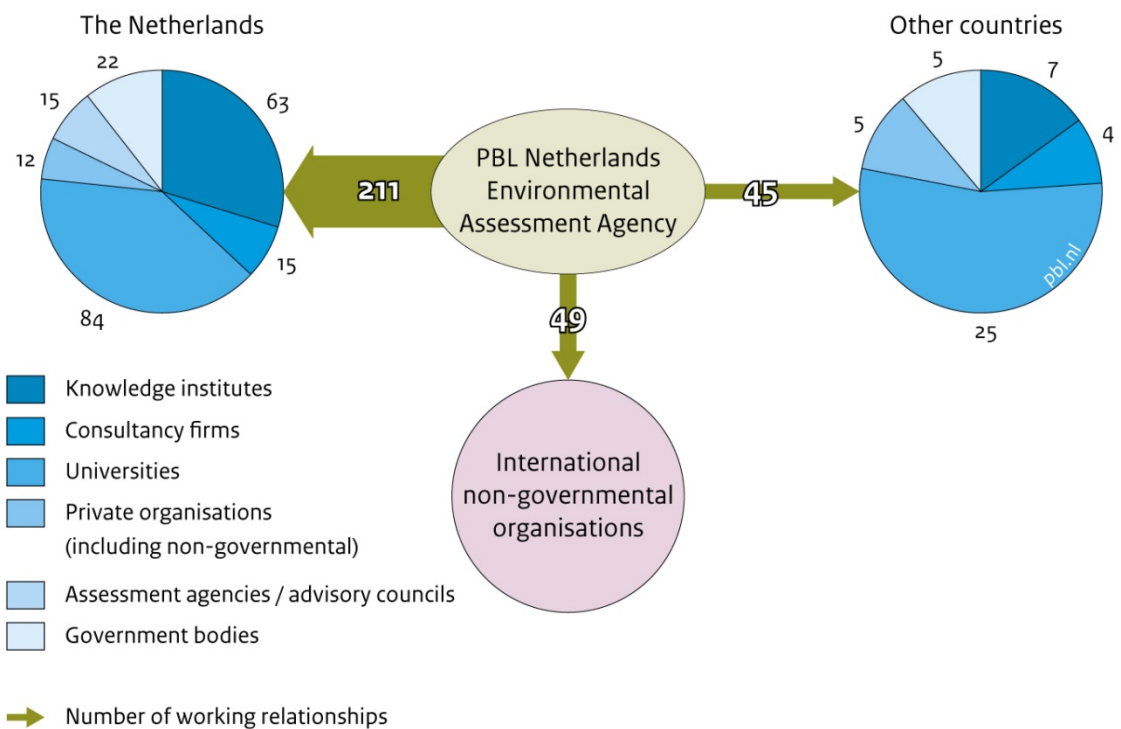 The Netherlands
22
63
15
12
15
84
211
PBL Netherlands
Environmental
Assessment Agency
45
49
International
non-governmental
organisations
Other countries
5
7
4
5
25
pbl.nl
Knowledge institutes
Consultancy firms
Universities
Private organisations
(including non-governmental)
Assessment agencies / advisory councils
Government bodies
Number of working relationships